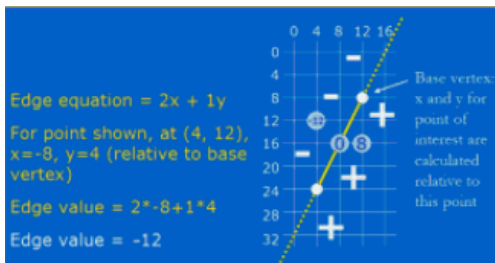 0 4 8 12 16
0
4
8
12
16
20
24
28
32
-12
0
8
Edge equation = 2x + 1y
For point shown, at (4, 12),
x=-8, y=4 (relative to base
vertex)
Edge value = 2*-8+1*4
Edge value = -12
Base vertex:
x and y for
point of
interest are
calculated
relative to
this point